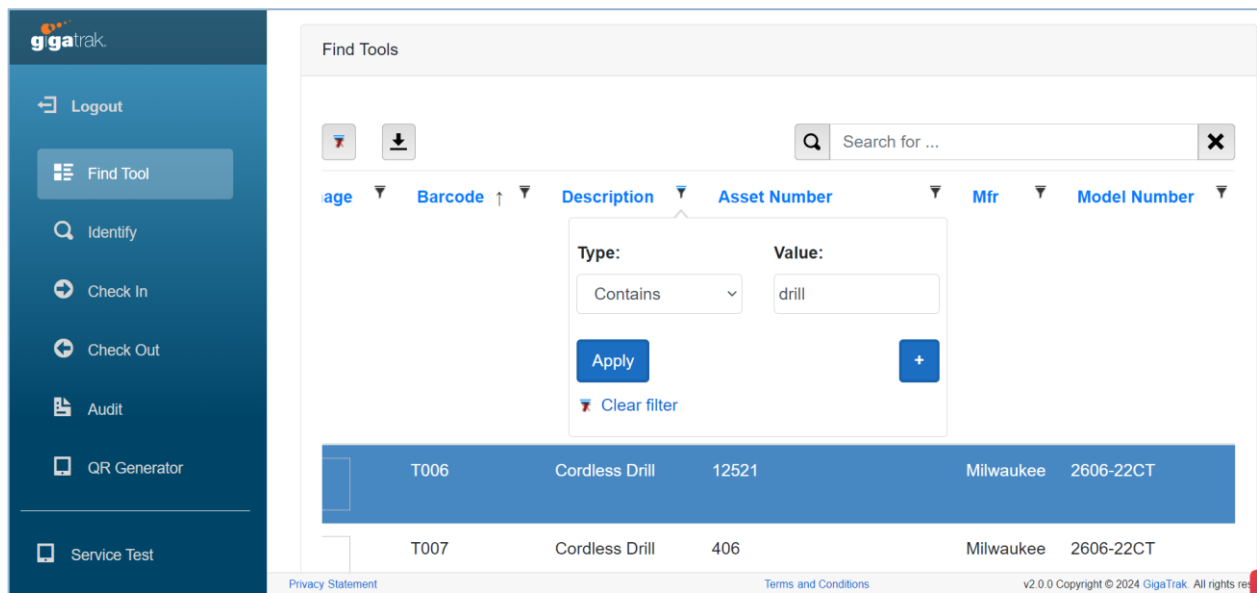 gigatrak.
Logout
Find Tool
Identify
Check In
Check Out
Audit
QR Generator
Service Test
Find Tools
Search for ...
age Barcode ↑ Description Asset Number Mfr Model Number
Type: Value:
Contains drill
Apply +
Clear filter
T006 Cordless Drill 12521 Milwaukee 2606-22CT
T007 Cordless Drill 406 Milwaukee 2606-22CT
Privacy Statement Terms and Conditions v2.0.0 Copyright © 2024 GigaTrak. All rights res